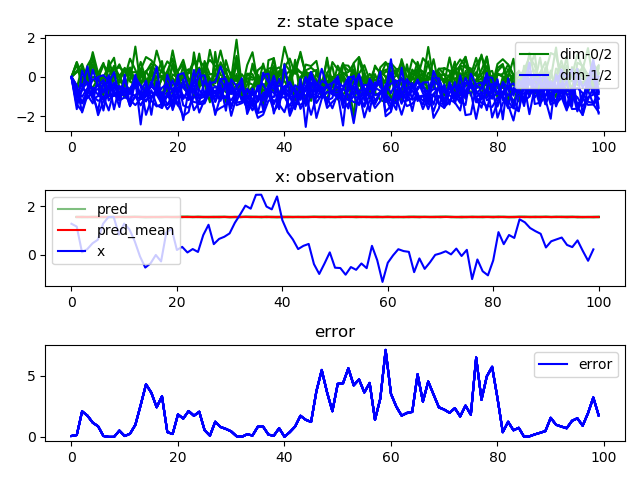 z: state space
2
0
−2
dim-0/2
dim-1/2
0 20 40 60 80 100
x: observation
2
0
pred
pred_mean
x
0 20 40 60 80 100
error
5
0
error
0 20 40 60 80 100